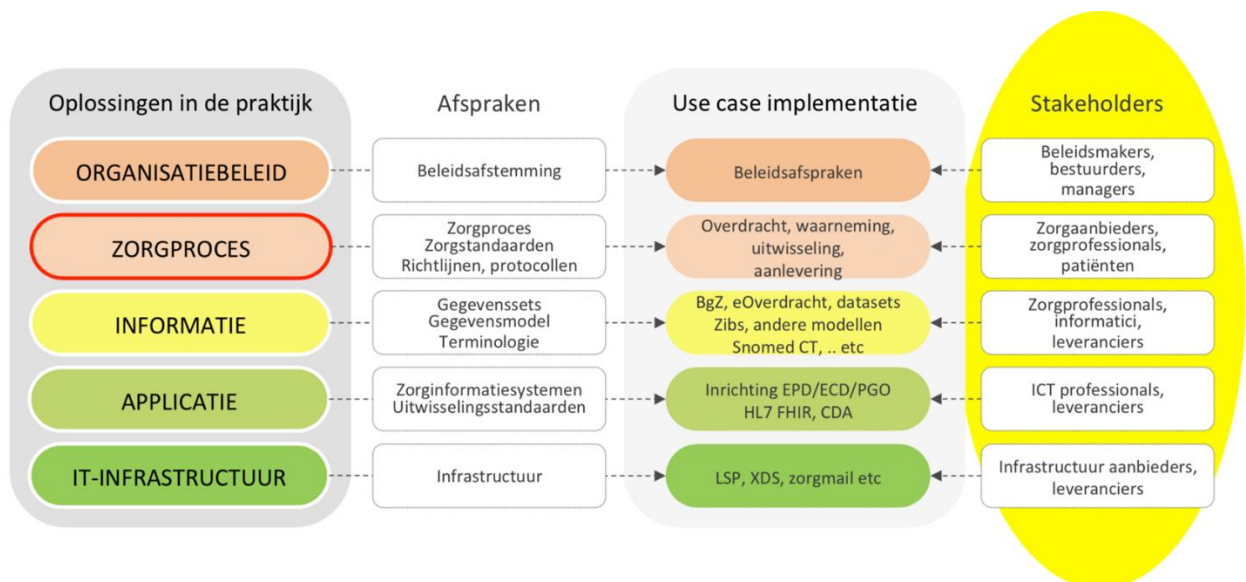 Oplossingen in de praktijk
Afspraken
Use case implementatie
Stakeholders
ORGANISATIEBELEID
Beleidsafstemming
Beleidsafspraken
Beleidsmakers,
bestuurders,
managers
ZORGPROCES
Zorgproces
Zorgstandaarden
Richtlijnen, protocollen
Overdracht, waarneming,
uitwisseling,
aanlevering
Zorgaanbieders,
zorgprofessionals,
patiënten
INFORMATIE
Gegevenssets
Gegevensmodel
Terminologie
BgZ, eOverdracht, datasets
Zibs, andere modellen
Snomed CT, .. etc
Zorgprofessionals,
informatici,
leveranciers
APPLICATIE
Zorginformatiesystemen
Uitwisselingsstandaarden
Inrichting EPD/ECD/PGO
HL7 FHIR, CDA
ICT professionals,
leveranciers
IT-INFRASTRUCTUUR
Infrastructuur
LSP, XDS, zorgmail etc
Infrastructuur aanbieders,
leveranciers